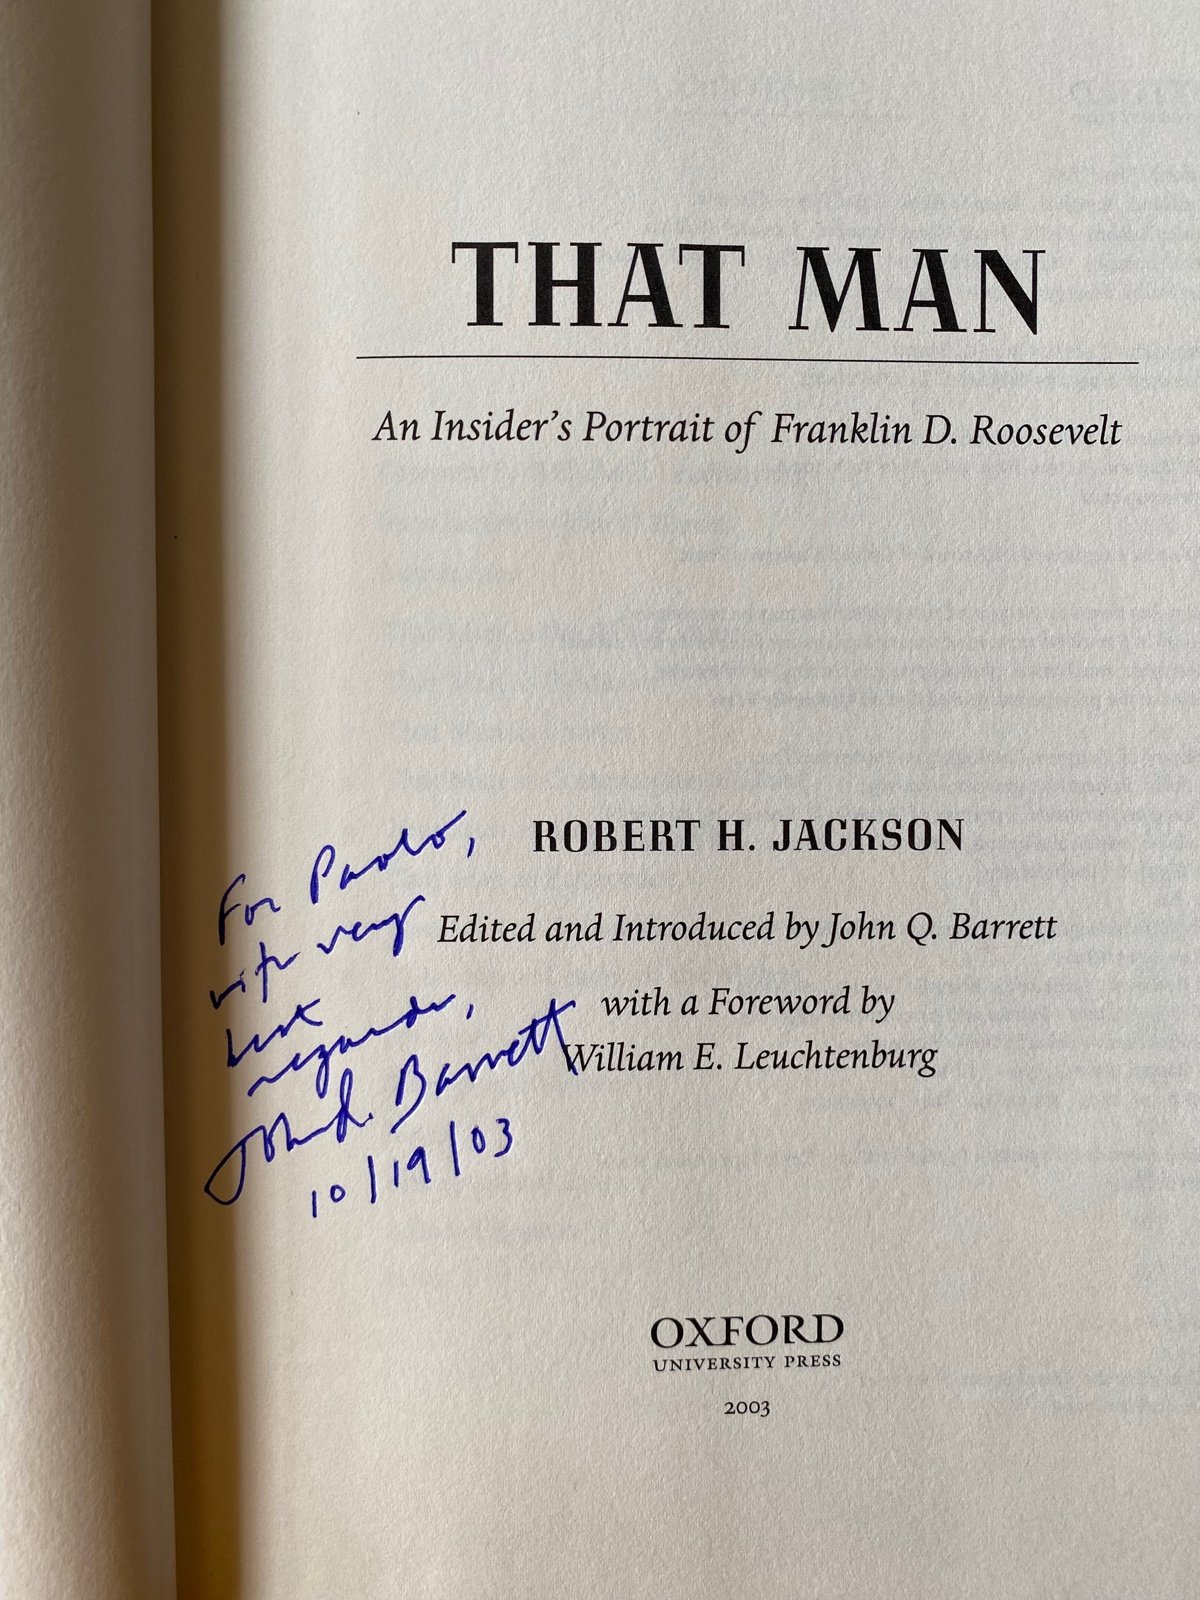 THAT MAN
An Insider's Portrait of Franklin D. Roosevelt
ROBERT H. JACKSON
Edited and Introduced by John Q. Barrett
with a Foreword by
William E. Leuchtenburg
For Paolo,
with very
best
regards,
John Q. Barrett
10/19/03
OXFORD
UNIVERSITY PRESS
2003